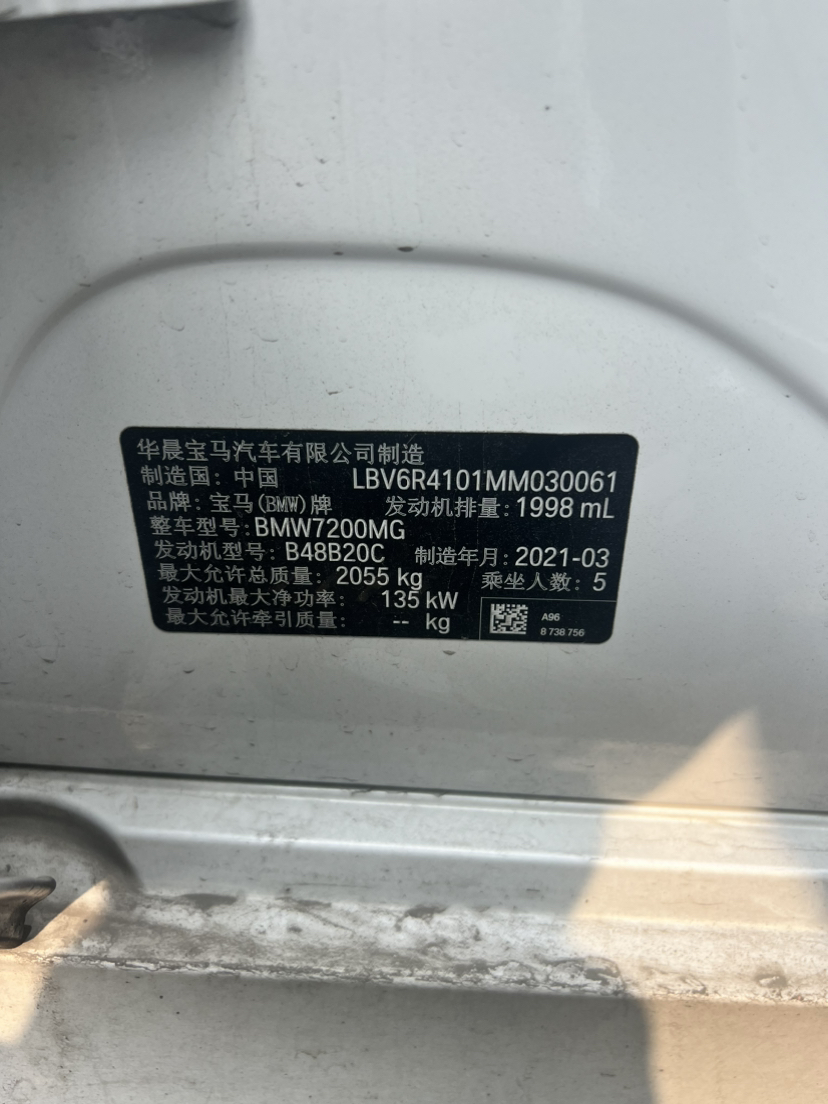 华晨宝马汽车有限公司制造
制造国：中国 LBV6R4101MM030061
品牌：宝马(BMW)牌 发动机排量：1998 mL
整车型号：BMW7200MG
发动机型号：B48B20C 制造年月：2021-03
最大允许总质量：2055 kg 乘坐人数：5
发动机最大净功率：135 kW
最大允许牵引质量：-- kg
A96
8 738 756